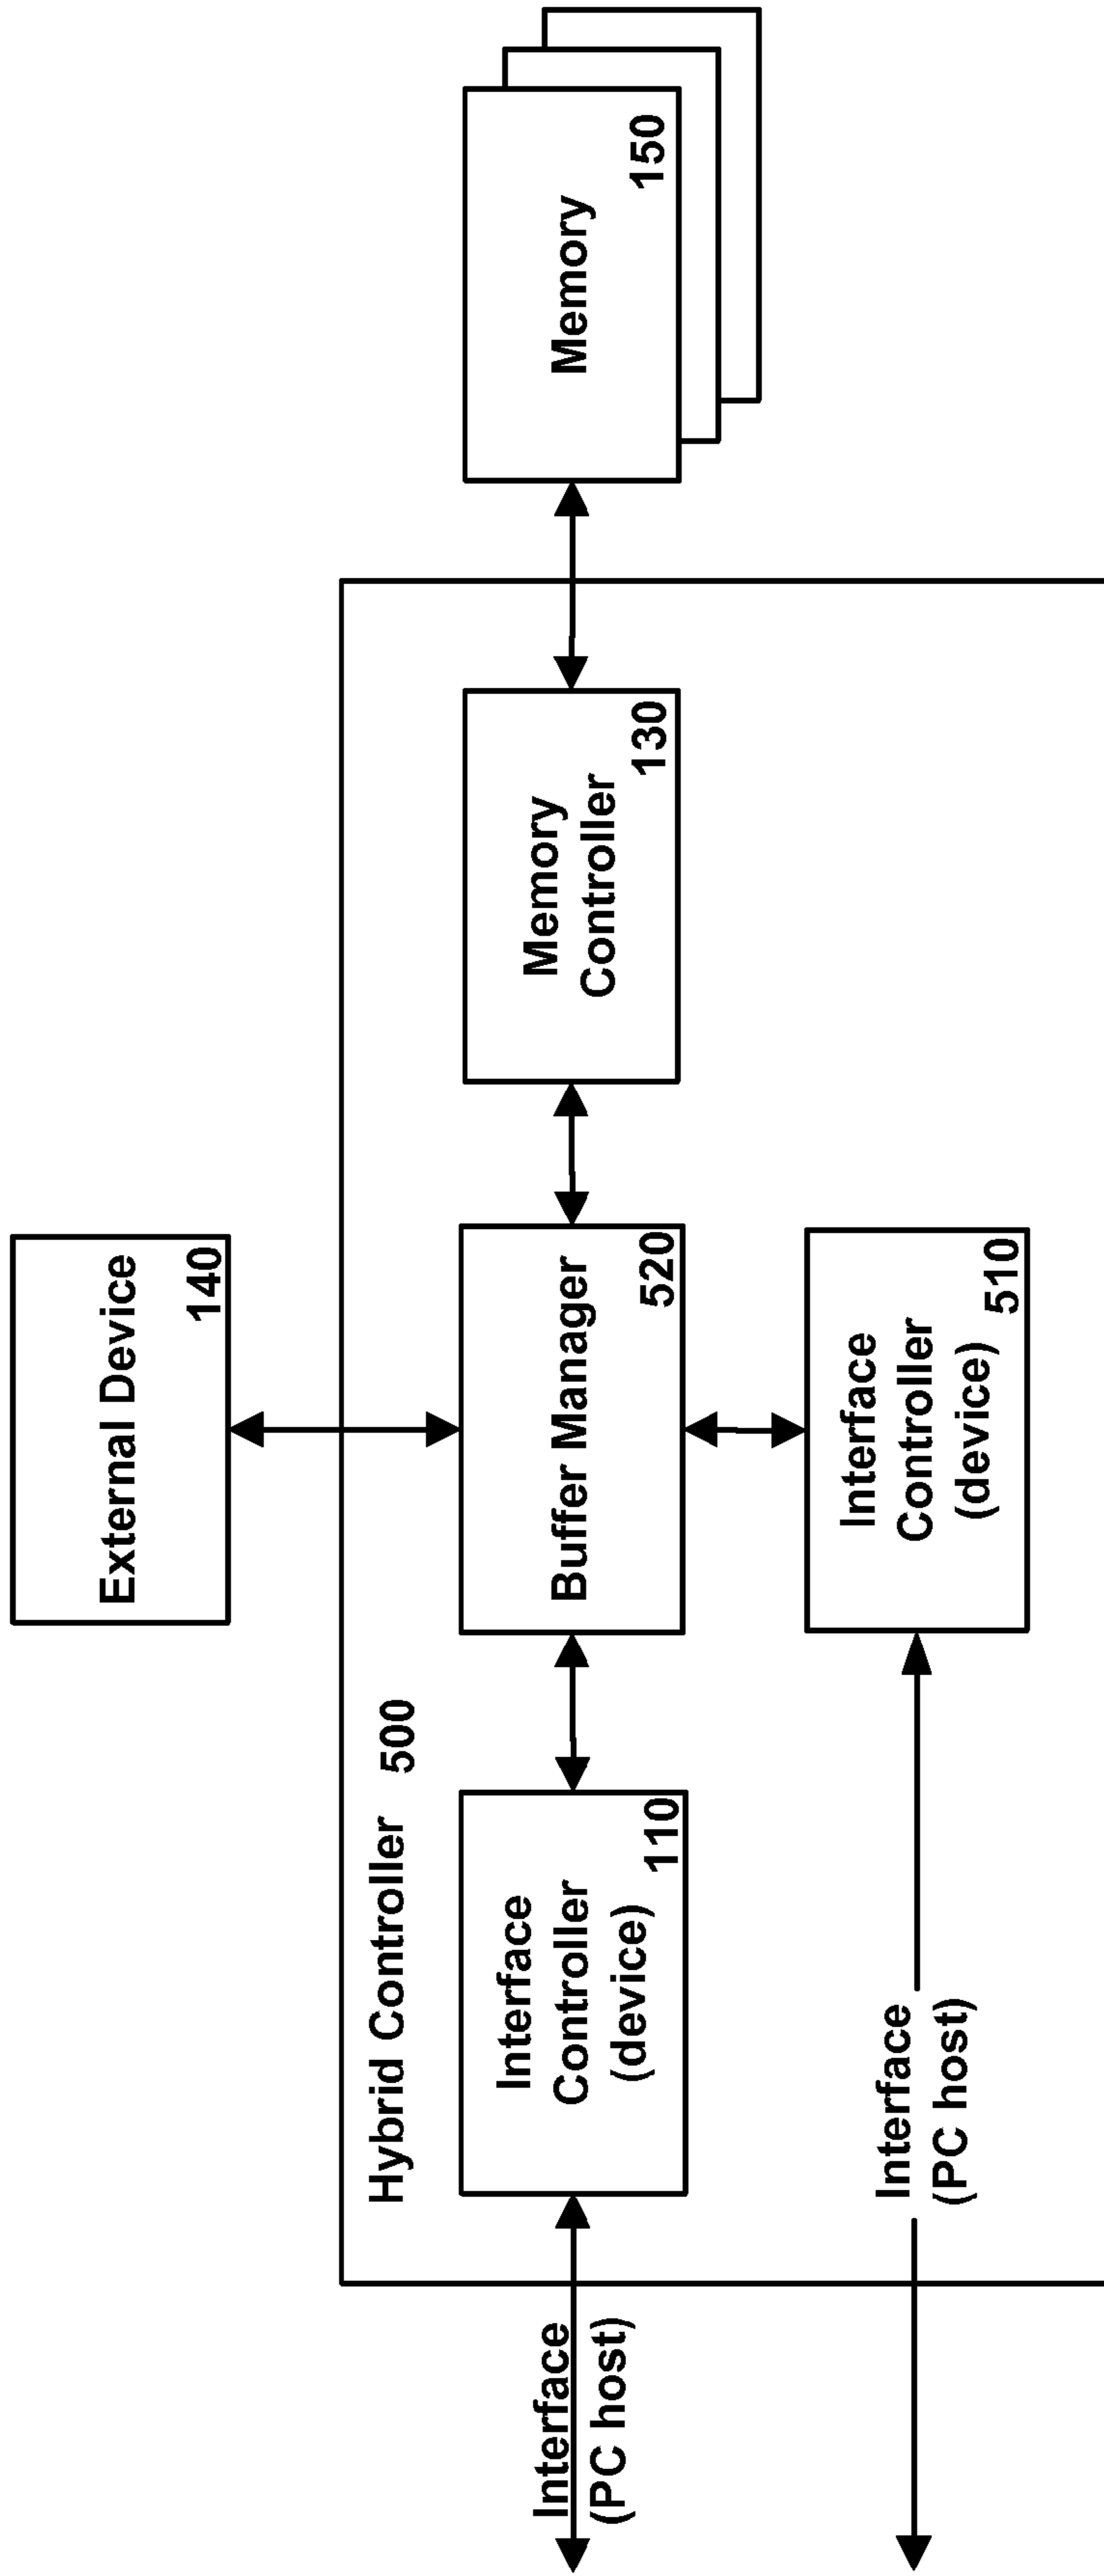 External Device
140
Hybrid Controller 500
Interface
(PC host)
Interface
Controller
(device)
110
Buffer Manager
520
Memory
Controller
130
Memory
150
Interface
(PC host)
Interface
Controller
(device)
510